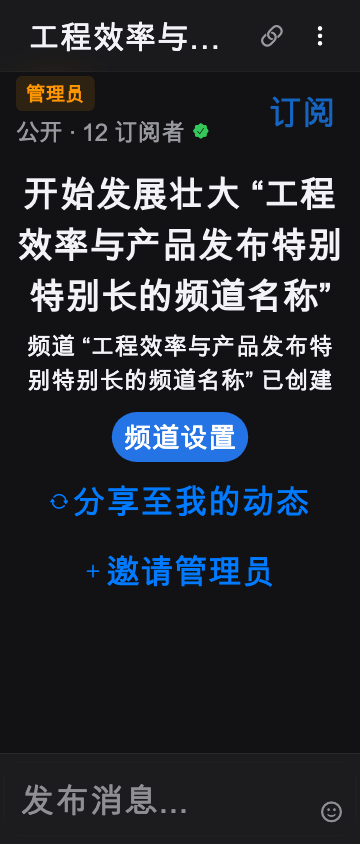 工程效率与...
管理员
公开 · 12 订阅者
订阅
开始发展壮大 “工程
效率与产品发布特别
特别长的频道名称”
频道 “工程效率与产品发布特
别特别长的频道名称” 已创建
频道设置
分享至我的动态
+ 邀请管理员
发布消息...